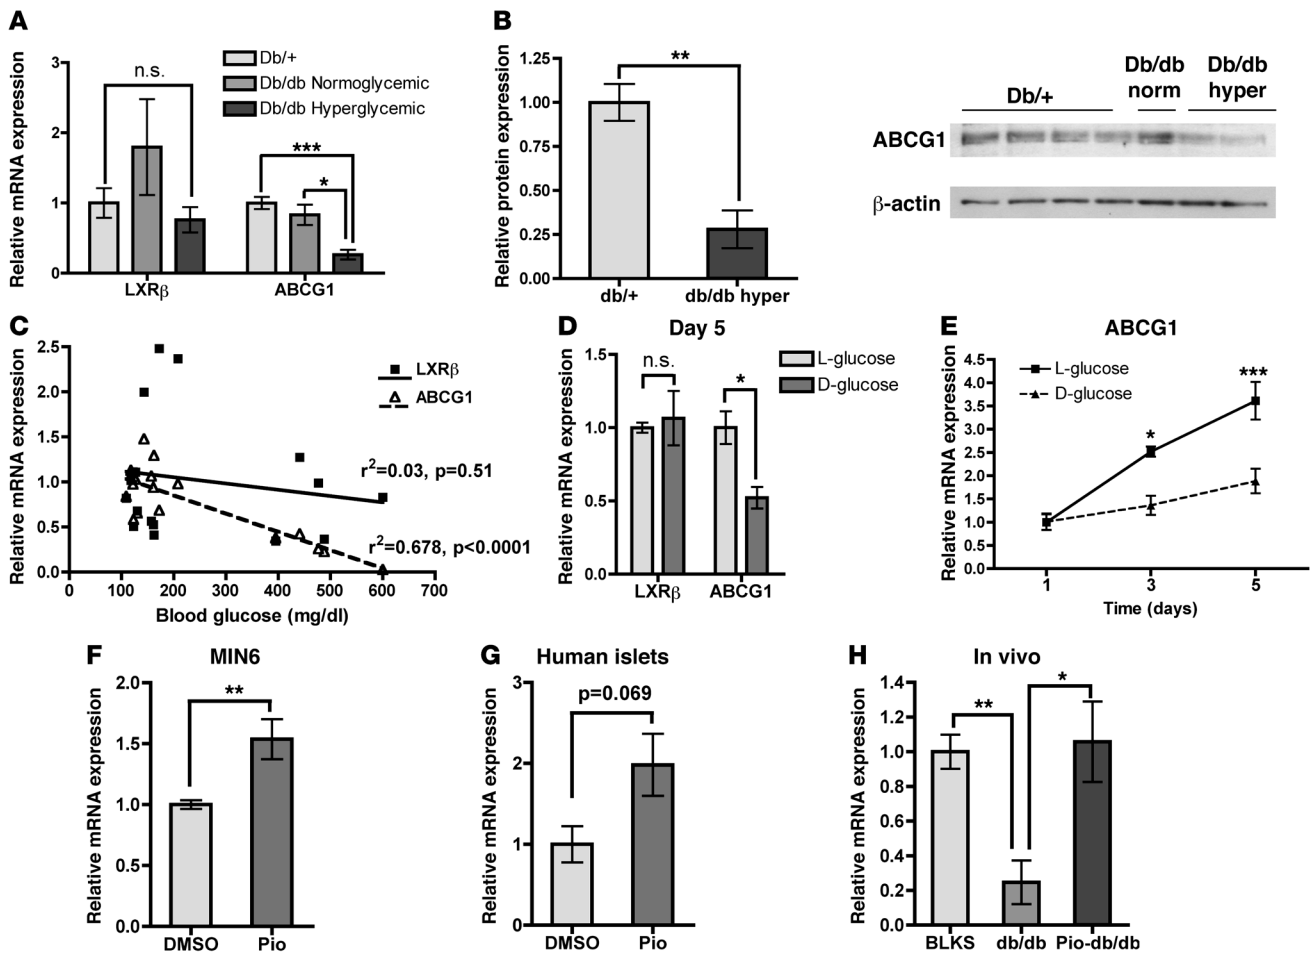 A
Relative mRNA expression
3
2
1
0
n.s.
***
*
Db/+
Db/db Normoglycemic
Db/db Hyperglycemic
LXRβ
ABCG1
B
Relative protein expression
1.25
1.00
0.75
0.50
0.25
0.00
**
db/+
db/db hyper
Db/+
Db/db norm
Db/db hyper
ABCG1
β-actin
C
Relative mRNA expression
2.5
2.0
1.5
1.0
0.5
0.0
LXRβ
ABCG1
r²=0.03, p=0.51
r²=0.678, p<0.0001
0 100 200 300 400 500 600 700
Blood glucose (mg/dl)
D
Day 5
Relative mRNA expression
1.5
1.0
0.5
0.0
n.s.
*
L-glucose
D-glucose
LXRβ
ABCG1
E
ABCG1
Relative mRNA expression
4.5
4.0
3.5
3.0
2.5
2.0
1.5
1.0
0.5
0.0
L-glucose
D-glucose
*
***
1 3 5
Time (days)
F
MIN6
Relative mRNA expression
2.0
1.5
1.0
0.5
0.0
**
DMSO
Pio
G
Human islets
Relative mRNA expression
3
2
1
0
p=0.069
DMSO
Pio
H
In vivo
Relative mRNA expression
1.4
1.2
1.0
0.8
0.6
0.4
0.2
0.0
**
*
BLKS
db/db
Pio-db/db